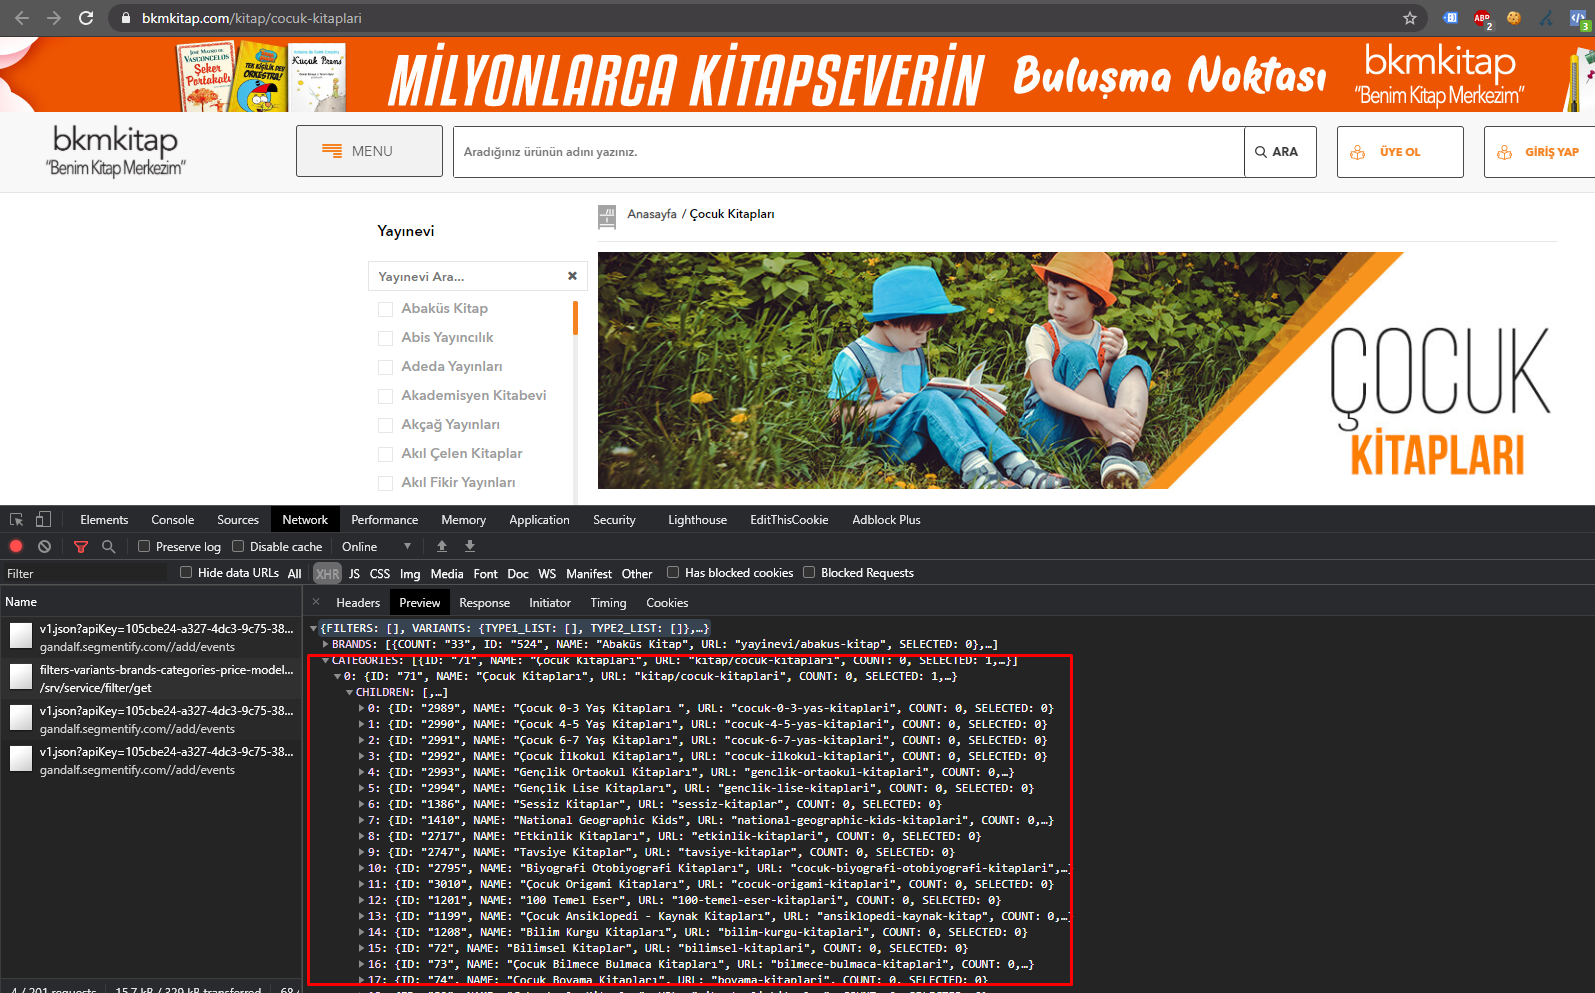 bkmkitap.com/kitap/cocuk-kitaplari
ABP
2
3
JOSÉ MAURO DE VASCONCELOS
Şeker Portakalı
TEK KİŞİLİK DEV ORKESTRA!
Küçük Prens
MİLYONLARCA KİTAPSEVERİN Buluşma Noktası
bkmkitap
"Benim Kitap Merkezim"
bkmkitap
"Benim Kitap Merkezim"
MENU
Aradığınız ürünün adını yazınız.
ARA
ÜYE OL
GİRİŞ YAP
Anasayfa / Çocuk Kitapları
Yayınevi
Yayınevi Ara...
Abaküs Kitap
Abis Yayıncılık
Adeda Yayınları
Akademisyen Kitabevi
Akçağ Yayınları
Akıl Çelen Kitaplar
Akıl Fikir Yayınları
ÇOCUK
KİTAPLARI
Elements Console Sources Network Performance Memory Application Security Lighthouse EditThisCookie Adblock Plus
Preserve log Disable cache Online
Filter Hide data URLs All XHR JS CSS Img Media Font Doc WS Manifest Other Has blocked cookies Blocked Requests
Name
× Headers Preview Response Initiator Timing Cookies
v1.json?apiKey=105cbe24-a327-4dc3-9c75-38...
gandalf.segmentify.com//add/events
filters-variants-brands-categories-price-model...
/srv/service/filter/get
v1.json?apiKey=105cbe24-a327-4dc3-9c75-38...
gandalf.segmentify.com//add/events
v1.json?apiKey=105cbe24-a327-4dc3-9c75-38...
gandalf.segmentify.com//add/events
{FILTERS: [], VARIANTS: {TYPE1_LIST: [], TYPE2_LIST: []},…}
BRANDS: [{COUNT: "33", ID: "524", NAME: "Abaküs Kitap", URL: "yayinevi/abakus-kitap", SELECTED: 0},…]
CATEGORIES: [{ID: "71", NAME: "Çocuk Kitapları", URL: "kitap/cocuk-kitaplari", COUNT: 0, SELECTED: 1,…}]
0: {ID: "71", NAME: "Çocuk Kitapları", URL: "kitap/cocuk-kitaplari", COUNT: 0, SELECTED: 1,…}
CHILDREN: [,…]
0: {ID: "2989", NAME: "Çocuk 0-3 Yaş Kitapları ", URL: "cocuk-0-3-yas-kitaplari", COUNT: 0, SELECTED: 0}
1: {ID: "2990", NAME: "Çocuk 4-5 Yaş Kitapları", URL: "cocuk-4-5-yas-kitaplari", COUNT: 0, SELECTED: 0}
2: {ID: "2991", NAME: "Çocuk 6-7 Yaş Kitapları", URL: "cocuk-6-7-yas-kitaplari", COUNT: 0, SELECTED: 0}
3: {ID: "2992", NAME: "Çocuk İlkokul Kitapları", URL: "cocuk-ilkokul-kitaplari", COUNT: 0, SELECTED: 0}
4: {ID: "2993", NAME: "Gençlik Ortaokul Kitapları", URL: "genclik-ortaokul-kitaplari", COUNT: 0,…}
5: {ID: "2994", NAME: "Gençlik Lise Kitapları", URL: "genclik-lise-kitaplari", COUNT: 0, SELECTED: 0}
6: {ID: "1386", NAME: "Sessiz Kitaplar", URL: "sessiz-kitaplar", COUNT: 0, SELECTED: 0}
7: {ID: "1410", NAME: "National Geographic Kids", URL: "national-geographic-kids-kitaplari", COUNT: 0,…}
8: {ID: "2717", NAME: "Etkinlik Kitapları", URL: "etkinlik-kitaplari", COUNT: 0, SELECTED: 0}
9: {ID: "2747", NAME: "Tavsiye Kitaplar", URL: "tavsiye-kitaplar", COUNT: 0, SELECTED: 0}
10: {ID: "2795", NAME: "Biyografi Otobiyografi Kitapları", URL: "cocuk-biyografi-otobiyografi-kitaplari",…}
11: {ID: "3010", NAME: "Çocuk Origami Kitapları", URL: "cocuk-origami-kitaplari", COUNT: 0, SELECTED: 0}
12: {ID: "1201", NAME: "100 Temel Eser", URL: "100-temel-eser-kitaplari", COUNT: 0, SELECTED: 0}
13: {ID: "1199", NAME: "Çocuk Ansiklopedi - Kaynak Kitapları", URL: "ansiklopedi-kaynak-kitap", COUNT: 0,…}
14: {ID: "1208", NAME: "Bilim Kurgu Kitapları", URL: "bilim-kurgu-kitaplari", COUNT: 0, SELECTED: 0}
15: {ID: "72", NAME: "Bilimsel Kitaplar", URL: "bilimsel-kitaplari", COUNT: 0, SELECTED: 0}
16: {ID: "73", NAME: "Çocuk Bilmece Bulmaca Kitapları", URL: "bilmece-bulmaca-kitaplari", COUNT: 0,…}
17: {ID: "74", NAME: "Çocuk Boyama Kitapları", URL: "boyama-kitaplari", COUNT: 0, SELECTED: 0}
4 / 201 requests 15.7 kB / 329 kB transferred 68